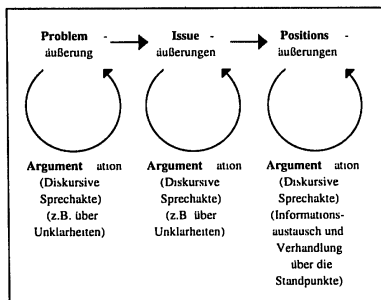 Problem -
äußerung
Issue -
äußerungen
Positions -
äußerungen
Argument ation
(Diskursive
Sprechakte)
(z.B. über
Unklarheiten)
Argument ation
(Diskursive
Sprechakte)
(z.B über
Unklarheiten)
Argument ation
(Diskursive
Sprechakte)
(Informations-
austausch und
Verhandlung
über die
Standpunkte)